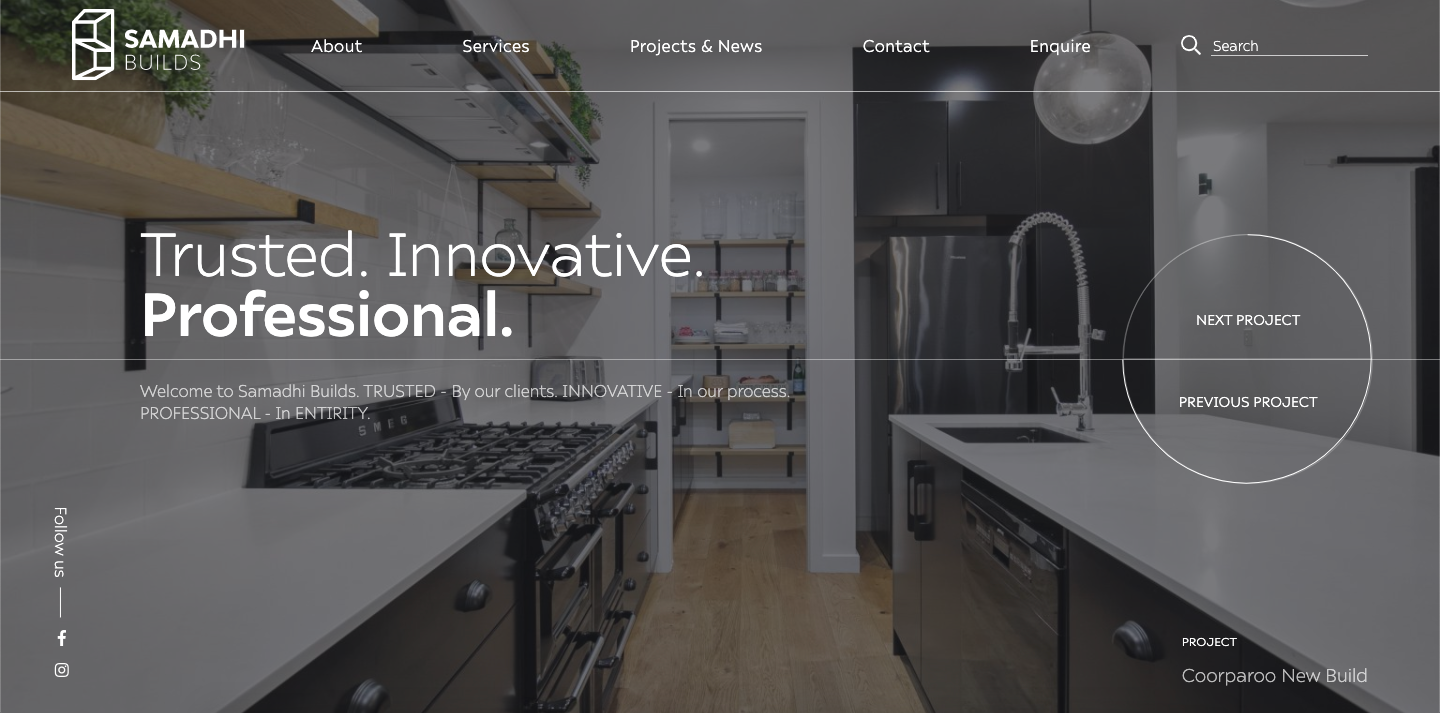 SAMADHI
BUILDS
About
Services
Projects & News
Contact
Enquire
Search
Trusted. Innovative.
Professional.
Welcome to Samadhi Builds. TRUSTED - By our clients. INNOVATIVE - In our process.
PROFESSIONAL - In ENTIRITY.
SMEG
NEXT PROJECT
PREVIOUS PROJECT
Follow us
PROJECT
Coorparoo New Build